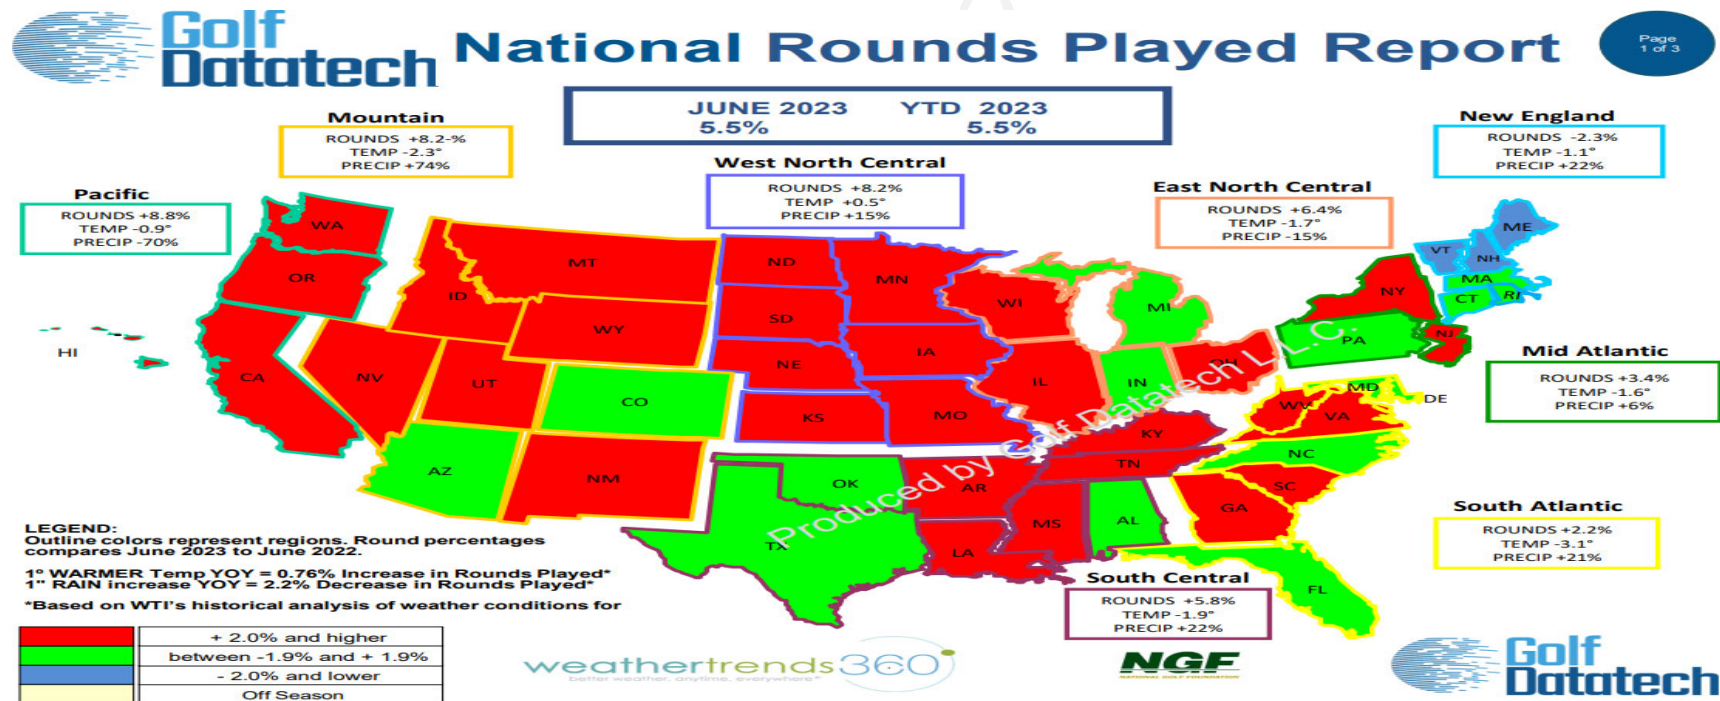 Golf
Datatech
National Rounds Played Report
Page
1 of 3
JUNE 2023 YTD 2023
5.5% 5.5%
Mountain
ROUNDS +8.2-%
TEMP -2.3°
PRECIP +74%
New England
ROUNDS -2.3%
TEMP -1.1°
PRECIP +22%
West North Central
ROUNDS +8.2%
TEMP +0.5°
PRECIP +15%
East North Central
ROUNDS +6.4%
TEMP -1.7°
PRECIP -15%
Pacific
ROUNDS +8.8%
TEMP -0.9°
PRECIP -70%
WA
OR
CA
HI
MT
ID
WY
NV
UT
CO
AZ
NM
ND
SD
NE
KS
MN
IA
MO
WI
MI
IL
IN
OH
NY
PA
NJ
ME
VT
NH
MA
CT
RI
MD
DE
WV
VA
NC
SC
GA
FL
KY
TN
AR
MS
AL
LA
OK
TX
Produced by Golf Datatech L.L.C.
Mid Atlantic
ROUNDS +3.4%
TEMP -1.6°
PRECIP +6%
South Atlantic
ROUNDS +2.2%
TEMP -3.1°
PRECIP +21%
South Central
ROUNDS +5.8%
TEMP -1.9°
PRECIP +22%
LEGEND:
Outline colors represent regions. Round percentages
compares June 2023 to June 2022.
1° WARMER Temp YOY = 0.76% Increase in Rounds Played*
1" RAIN increase YOY = 2.2% Decrease in Rounds Played*
*Based on WTI's historical analysis of weather conditions for
+ 2.0% and higher
between -1.9% and + 1.9%
- 2.0% and lower
Off Season
weathertrends360°
better weather. anytime. everywhere®
NGF
NATIONAL GOLF FOUNDATION
Golf
Datatech